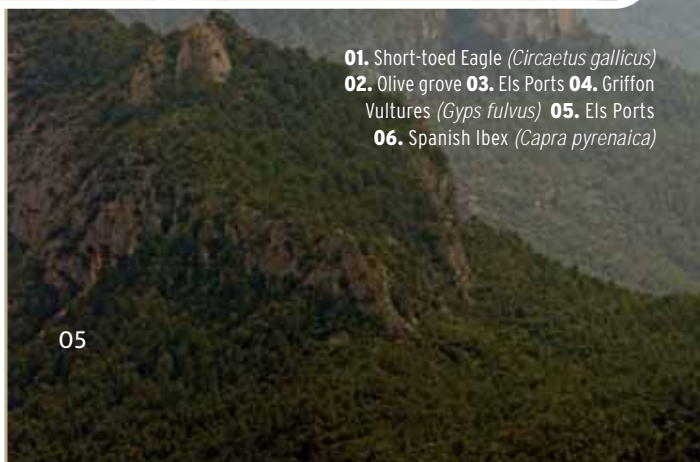 01. Short-toed Eagle (Circaetus gallicus)
02. Olive grove 03. Els Ports 04. Griffon
Vultures (Gyps fulvus) 05. Els Ports
06. Spanish Ibex (Capra pyrenaica)
05